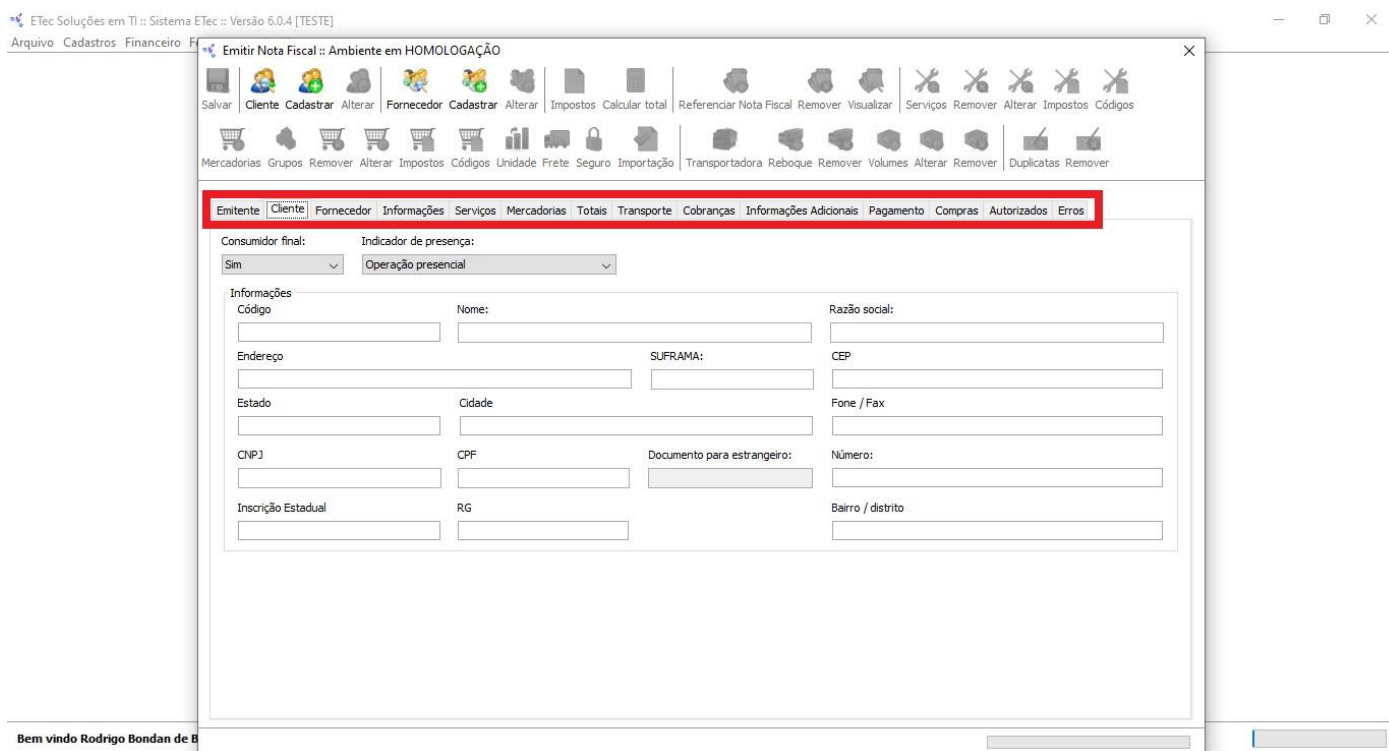 ETec Soluções em TI :: Sistema ETec :: Versão 6.0.4 [TESTE]
Arquivo Cadastros Financeiro
Emitir Nota Fiscal :: Ambiente em HOMOLOGAÇÃO
Salvar Cliente Cadastrar Alterar Fornecedor Cadastrar Alterar Impostos Calcular total Referenciar Nota Fiscal Remover Visualizar Serviços Remover Alterar Impostos Códigos
Mercadorias Grupos Remover Alterar Impostos Códigos Unidade Frete Seguro Importação Transportadora Reboque Remover Volumes Alterar Remover Duplicatas Remover
Emitente Cliente Fornecedor Informações Serviços Mercadorias Totais Transporte Cobranças Informações Adicionais Pagamento Compras Autorizados Erros
Consumidor final: Indicador de presença:
Sim Operação presencial
Informações
Código Nome: Razão social:
Endereço SUFRAMA: CEP
Estado Cidade Fone / Fax
CNPJ CPF Documento para estrangeiro: Número:
Inscrição Estadual RG Bairro / distrito
Bem vindo Rodrigo Bondan de